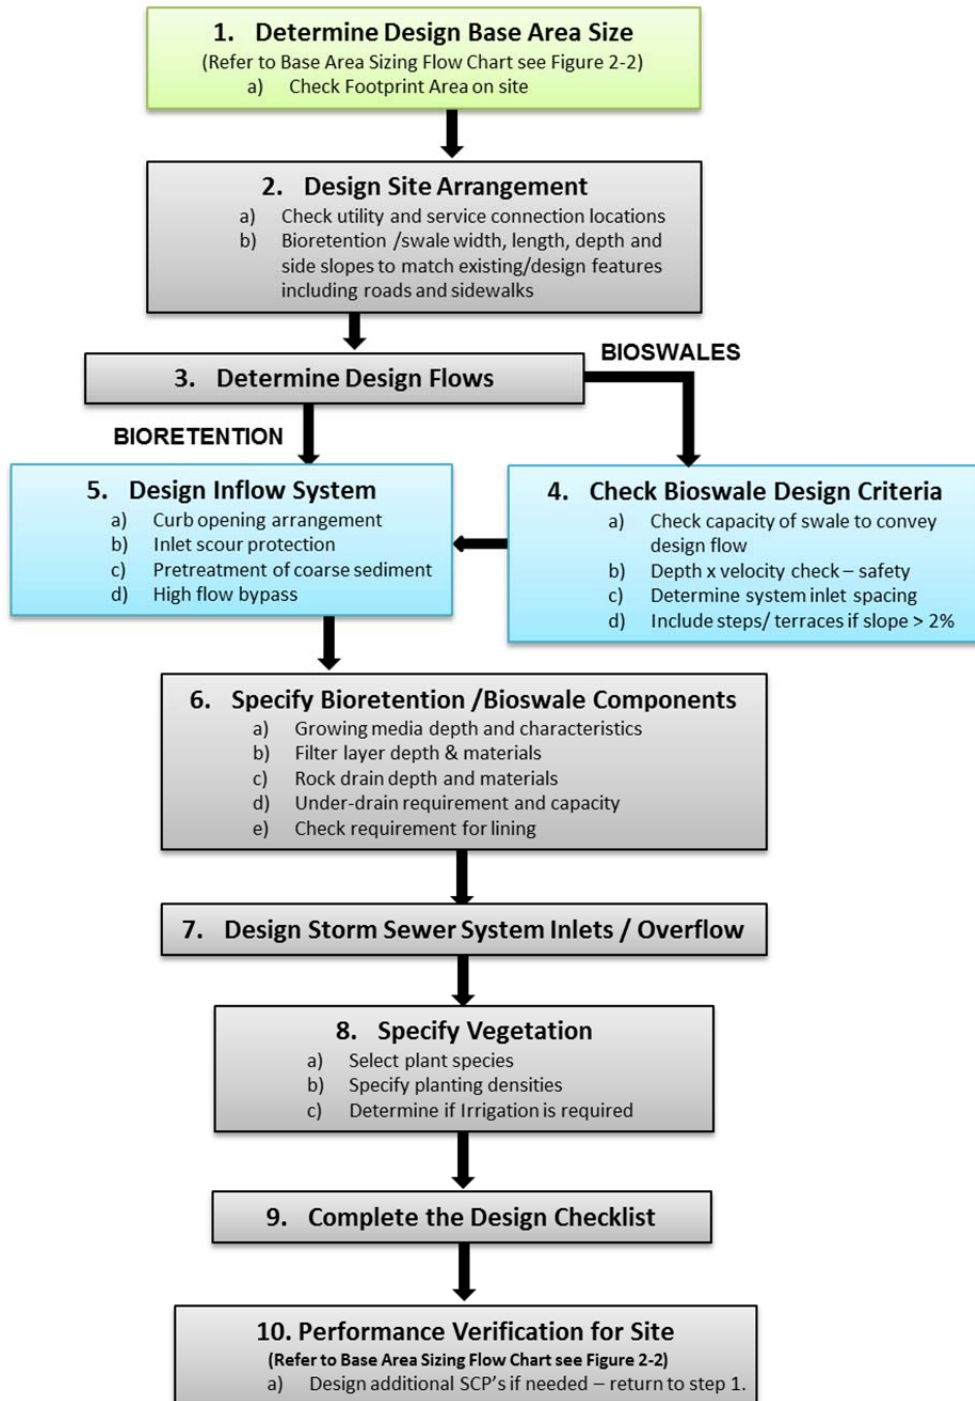 1. Determine Design Base Area Size
(Refer to Base Area Sizing Flow Chart see Figure 2-2)
a) Check Footprint Area on site
2. Design Site Arrangement
a) Check utility and service connection locations
b) Bioretention /swale width, length, depth and
side slopes to match existing/design features
including roads and sidewalks
3. Determine Design Flows
BIOSWALES
BIORETENTION
5. Design Inflow System
a) Curb opening arrangement
b) Inlet scour protection
c) Pretreatment of coarse sediment
d) High flow bypass
4. Check Bioswale Design Criteria
a) Check capacity of swale to convey
design flow
b) Depth x velocity check – safety
c) Determine system inlet spacing
d) Include steps/ terraces if slope > 2%
6. Specify Bioretention /Bioswale Components
a) Growing media depth and characteristics
b) Filter layer depth & materials
c) Rock drain depth and materials
d) Under-drain requirement and capacity
e) Check requirement for lining
7. Design Storm Sewer System Inlets / Overflow
8. Specify Vegetation
a) Select plant species
b) Specify planting densities
c) Determine if Irrigation is required
9. Complete the Design Checklist
10. Performance Verification for Site
(Refer to Base Area Sizing Flow Chart see Figure 2-2)
a) Design additional SCP's if needed – return to step 1.